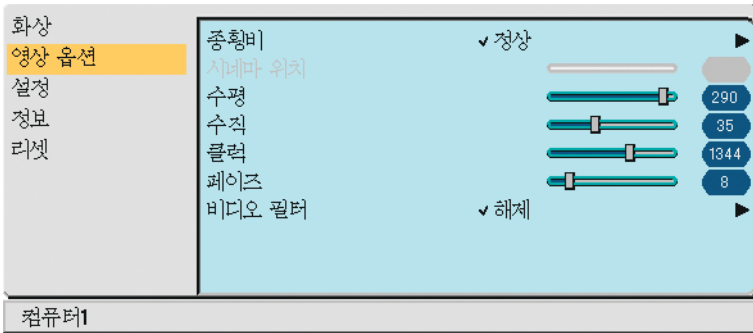 화상
영상 옵션
설정
정보
리셋
종횡비 ✓정상
시네마 위치
수평 290
수직 35
클럭 1344
페이즈 8
비디오 필터 ✓해제
컴퓨터1